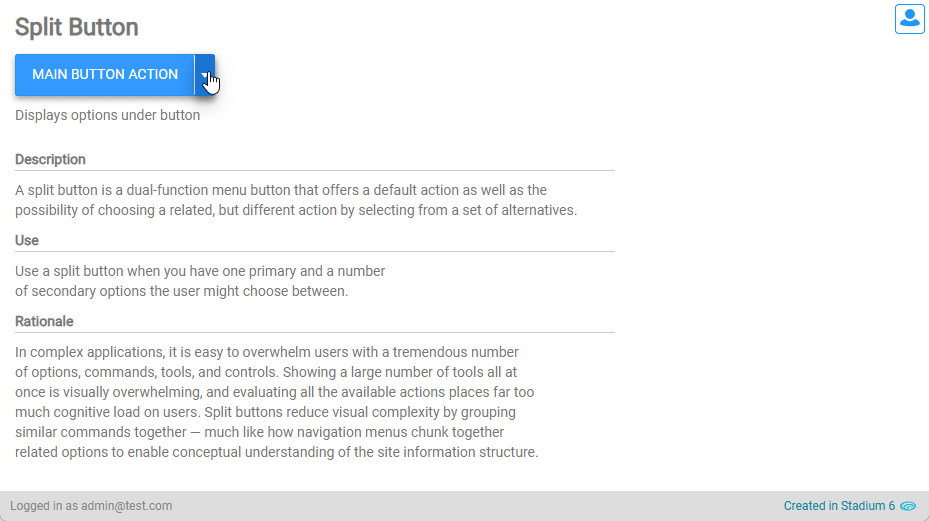 Split Button
MAIN BUTTON ACTION
Displays options under button
Description
A split button is a dual-function menu button that offers a default action as well as the
possibility of choosing a related, but different action by selecting from a set of alternatives.
Use
Use a split button when you have one primary and a number
of secondary options the user might choose between.
Rationale
In complex applications, it is easy to overwhelm users with a tremendous number
of options, commands, tools, and controls. Showing a large number of tools all at
once is visually overwhelming, and evaluating all the available actions places far too
much cognitive load on users. Split buttons reduce visual complexity by grouping
similar commands together — much like how navigation menus chunk together
related options to enable conceptual understanding of the site information structure.
Logged in as admin@test.com
Created in Stadium 6